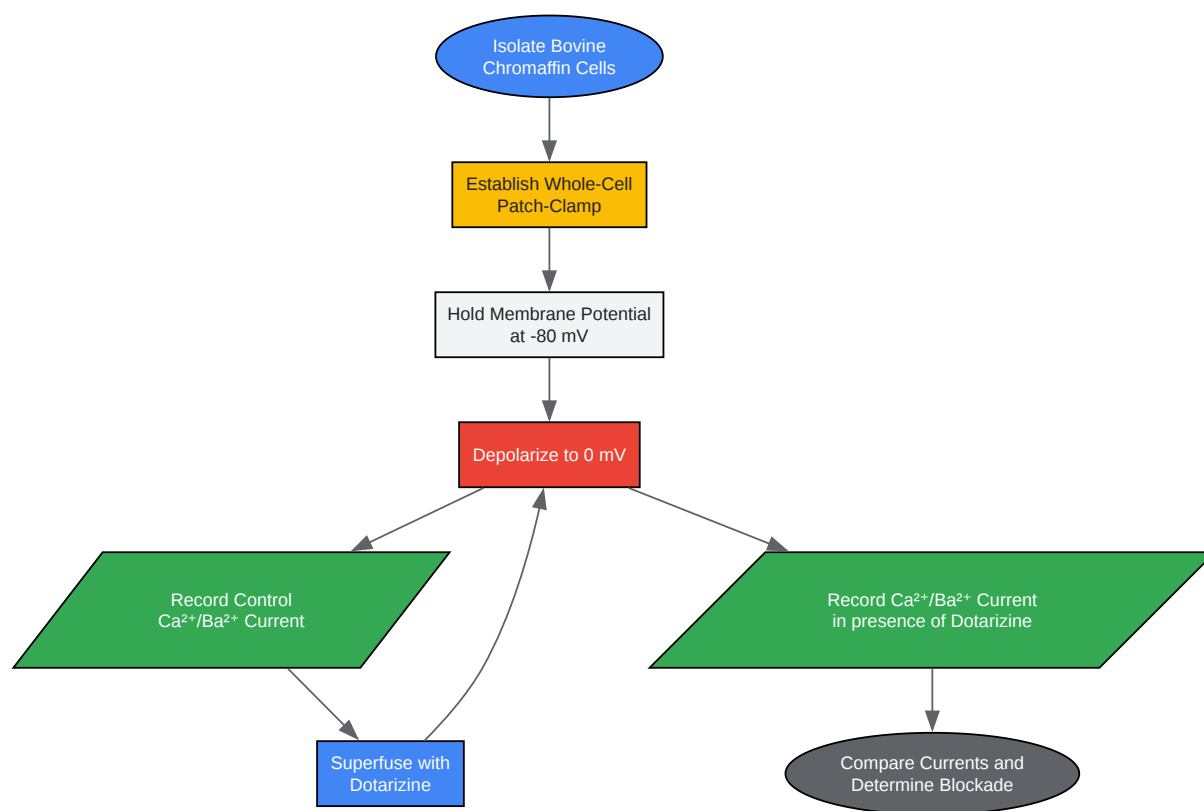 Isolate Bovine
Chromaffin Cells
Establish Whole-Cell
Patch-Clamp
Hold Membrane Potential
at -80 mV
Depolarize to 0 mV
Record Control
Ca²⁺/Ba²⁺ Current
Record Ca²⁺/Ba²⁺ Current
in presence of Dotarizine
Superfuse with
Dotarizine
Compare Currents and
Determine Blockade